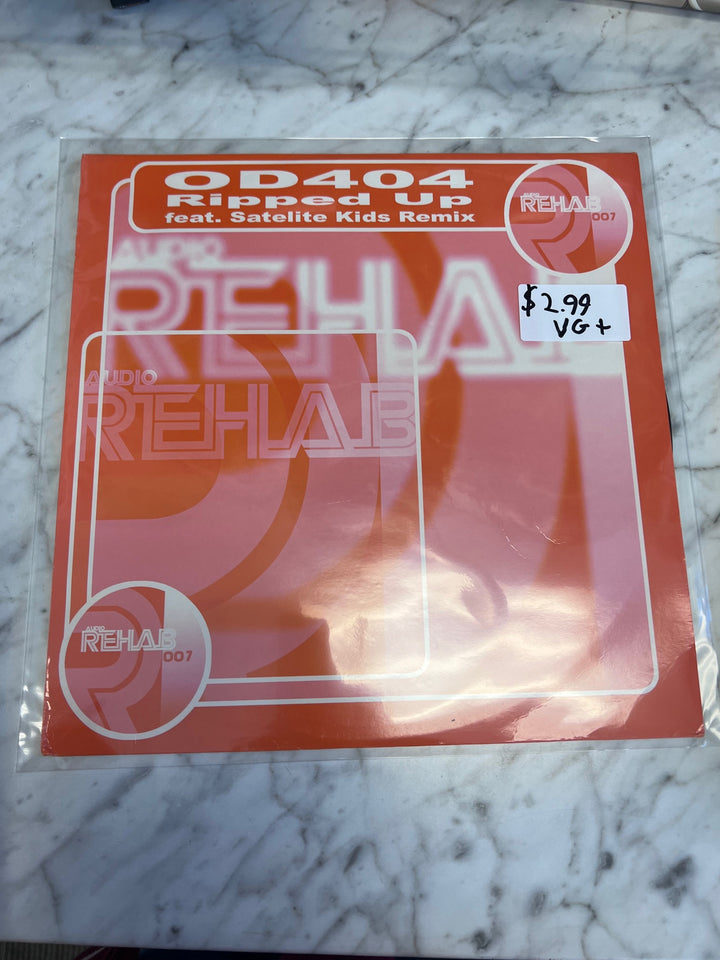 OD404
Ripped Up
feat. Satelite Kids Remix
AUDIO
REHAB
007
AUDIO
REHAB
$2.99
VG+
AUDIO
REHAB
AUDIO
REHAB
007